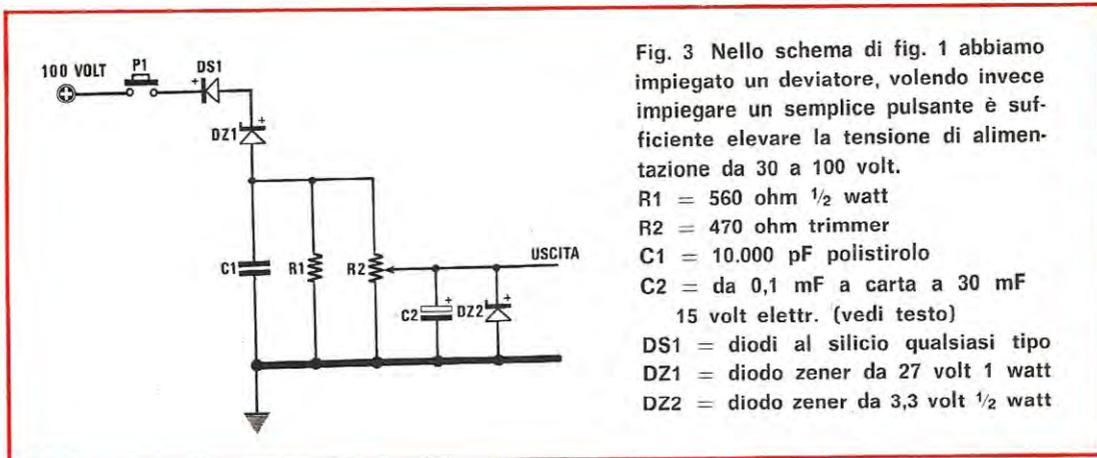 100 VOLT
P1
DS1
+
DZ1
+
C1
R1
R2
USCITA
C2
+
DZ2
+
Fig. 3 Nello schema di fig. 1 abbiamo
impiegato un deviatore, volendo invece
impiegare un semplice pulsante è suf-
ficiente elevare la tensione di alimen-
tazione da 30 a 100 volt.
R1 = 560 ohm ½ watt
R2 = 470 ohm trimmer
C1 = 10.000 pF polistirolo
C2 = da 0,1 mF a carta a 30 mF
15 volt elettr. (vedi testo)
DS1 = diodi al silicio qualsiasi tipo
DZ1 = diodo zener da 27 volt 1 watt
DZ2 = diodo zener da 3,3 volt ½ watt